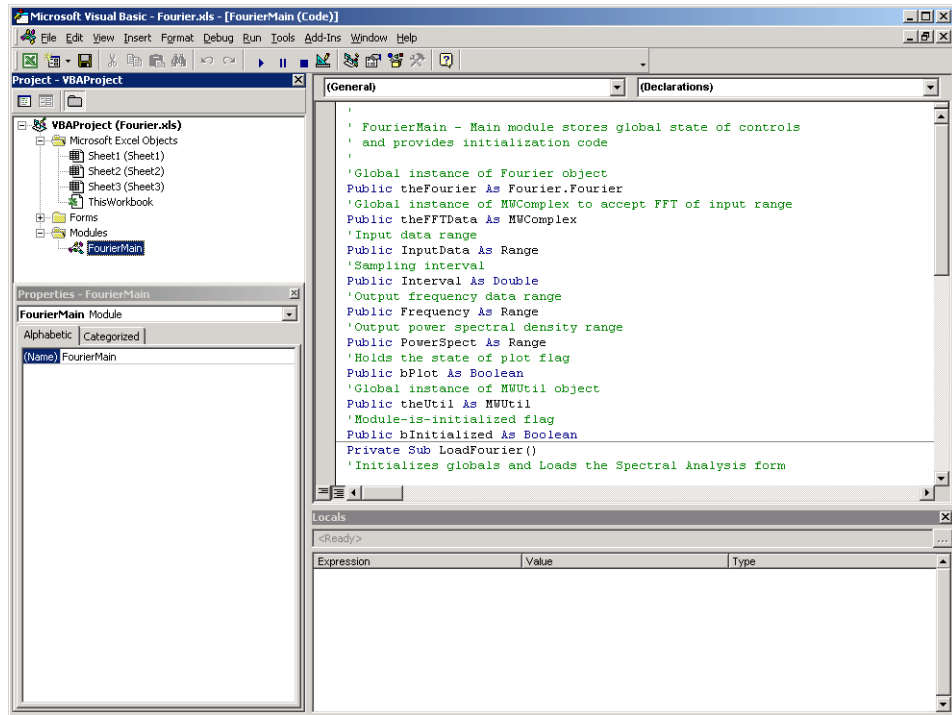 Microsoft Visual Basic - Fourier.xls - [FourierMain (Code)]
File Edit View Insert Format Debug Run Tools Add-Ins Window Help
Project - VBAProject
VBAProject (Fourier.xls)
Microsoft Excel Objects
Sheet1 (Sheet1)
Sheet2 (Sheet2)
Sheet3 (Sheet3)
ThisWorkbook
Forms
Modules
FourierMain
Properties - FourierMain
FourierMain Module
Alphabetic Categorized
(Name) FourierMain
(General) (Declarations)
'
' FourierMain - Main module stores global state of controls
' and provides initialization code
'
'Global instance of Fourier object
Public theFourier As Fourier.Fourier
'Global instance of MWComplex to accept FFT of input range
Public theFFTData As MWComplex
'Input data range
Public InputData As Range
'Sampling interval
Public Interval As Double
'Output frequency data range
Public Frequency As Range
'Output power spectral density range
Public PowerSpect As Range
'Holds the state of plot flag
Public bPlot As Boolean
'Global instance of MWUtil object
Public theUtil As MWUtil
'Module-is-initialized flag
Public bInitialized As Boolean
Private Sub LoadFourier()
'Initializes globals and Loads the Spectral Analysis form
Locals
<Ready>
...
Expression Value Type